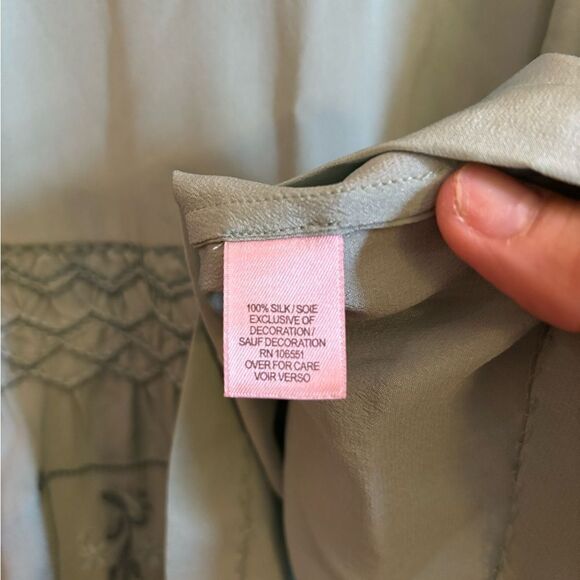 100% SILK / SOIE
EXCLUSIVE OF
DECORATION/
SAUF DECORATION
RN 106551
OVER FOR CARE
VOIR VERSO